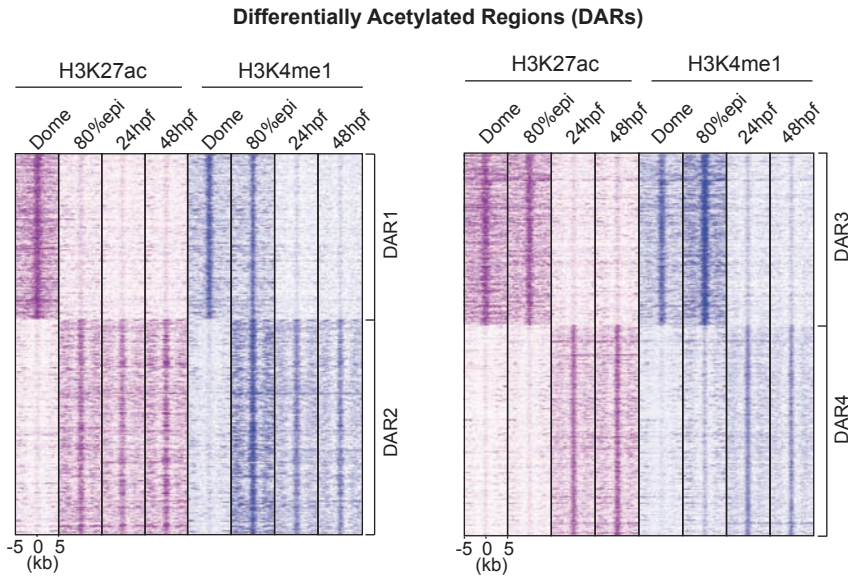 Differentially Acetylated Regions (DARs)
H3K27ac H3K4me1
Dome 80%epi 24hpf 48hpf Dome 80%epi 24hpf 48hpf
DAR1
DAR2
-5 0 5
(kb)
H3K27ac H3K4me1
Dome 80%epi 24hpf 48hpf Dome 80%epi 24hpf 48hpf
DAR3
DAR4
-5 0 5
(kb)